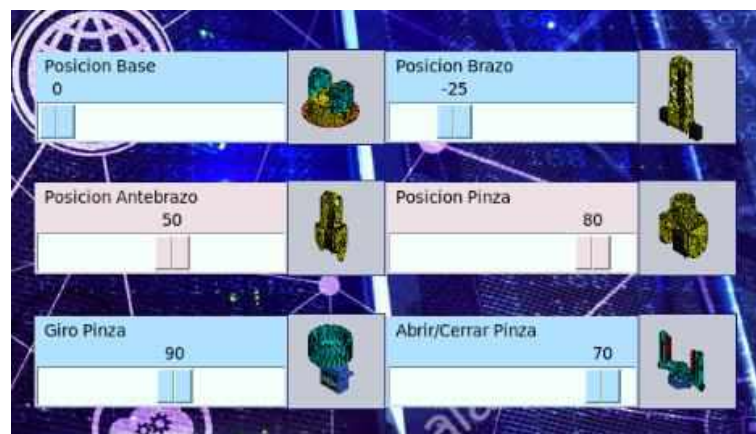 Posicion Base
0
Posicion Brazo
-25
Posicion Antebrazo
50
Posicion Pinza
80
Giro Pinza
90
Abrir/Cerrar Pinza
70